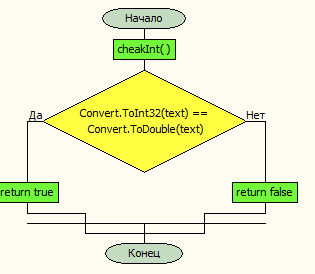 Начало
cheakInt( )
Convert.ToInt32(text) ==
Convert.ToDouble(text)
Да
Нет
return true
return false
Конец